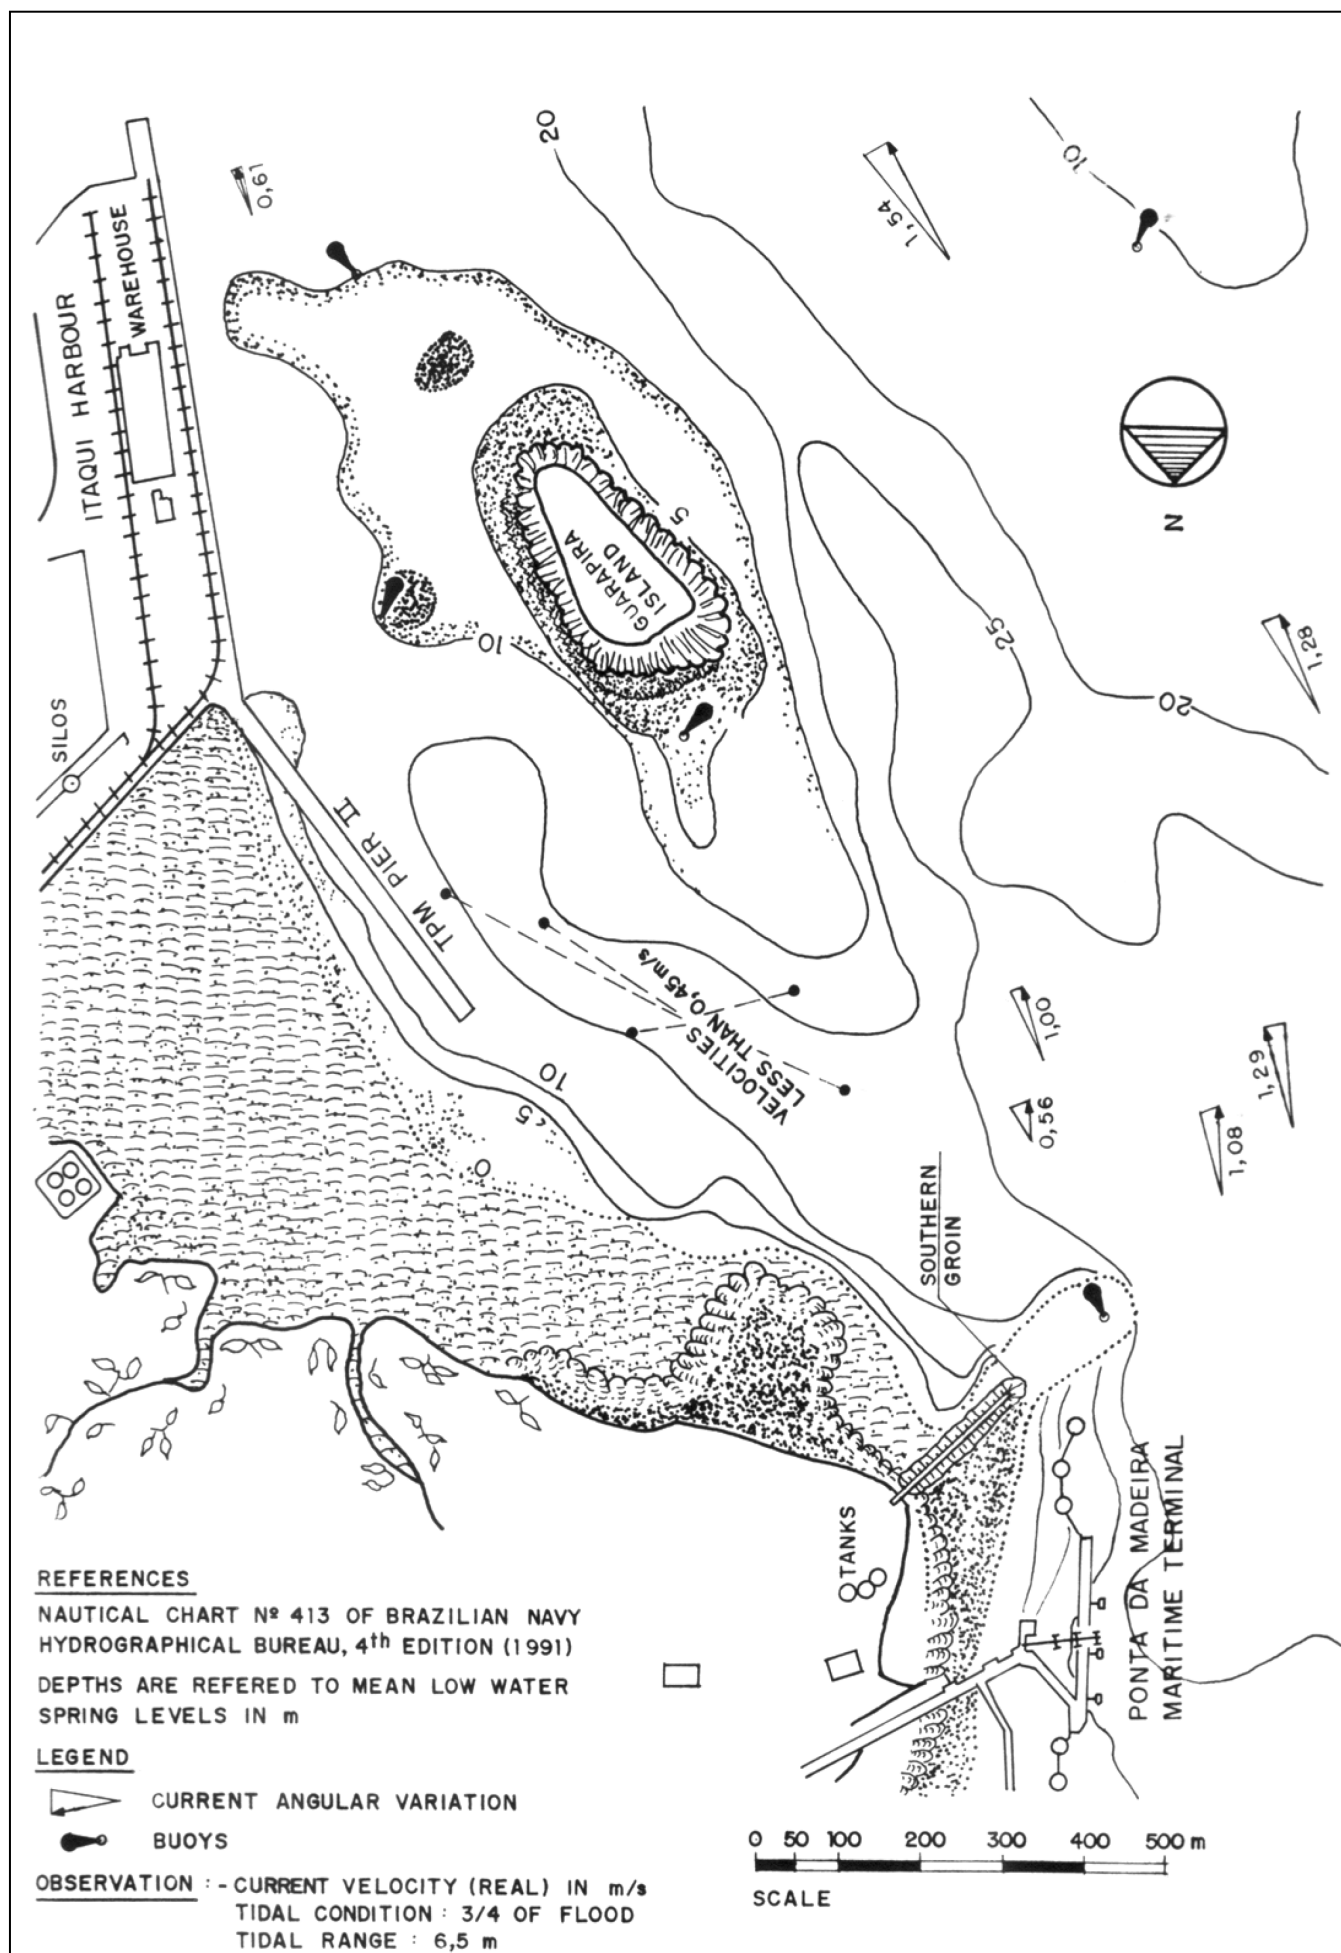 20
10
0,61
1,54
ITAQUI HARBOUR
WAREHOUSE
N
5
GUARAPIRA
ISLAND
10
25
1,28
20
SILOS
TPM PIER II
VELOCITIES
LESS THAN 0,45 m/s
1,00
0,56
1,29
1,08
10
5
0
SOUTHERN
GROIN
TANKS
PONTA DA MADEIRA
MARITIME TERMINAL
REFERENCES
NAUTICAL CHART Nº 413 OF BRAZILIAN NAVY
HYDROGRAPHICAL BUREAU, 4th EDITION (1991)
DEPTHS ARE REFERED TO MEAN LOW WATER
SPRING LEVELS IN m
LEGEND
CURRENT ANGULAR VARIATION
BUOYS
OBSERVATION : - CURRENT VELOCITY (REAL) IN m/s
TIDAL CONDITION : 3/4 OF FLOOD
TIDAL RANGE : 6,5 m
0 50 100 200 300 400 500 m
SCALE